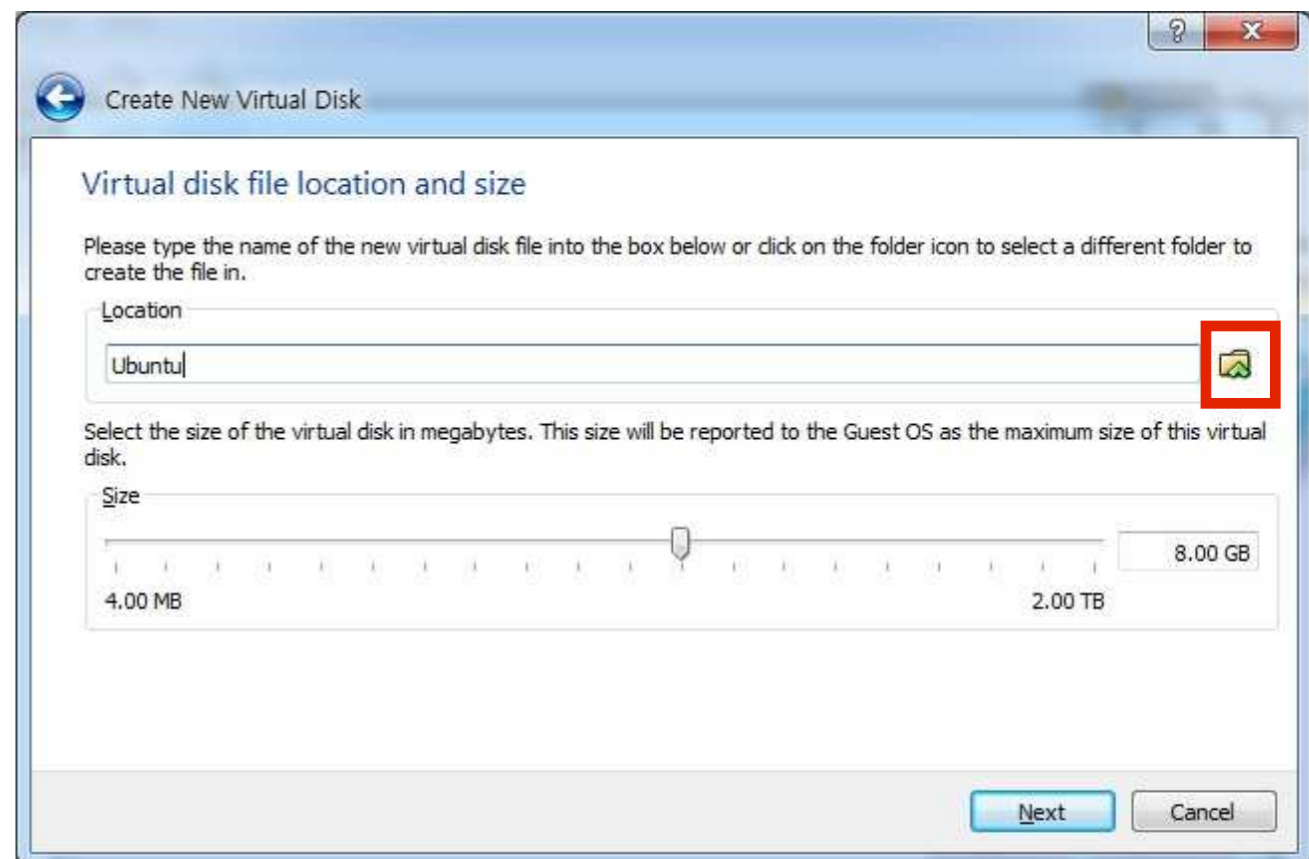 ?
X
Create New Virtual Disk
Virtual disk file location and size
Please type the name of the new virtual disk file into the box below or click on the folder icon to select a different folder to
create the file in.
Location
Ubuntu
Select the size of the virtual disk in megabytes. This size will be reported to the Guest OS as the maximum size of this virtual
disk.
Size
8.00 GB
4.00 MB 2.00 TB
Next Cancel